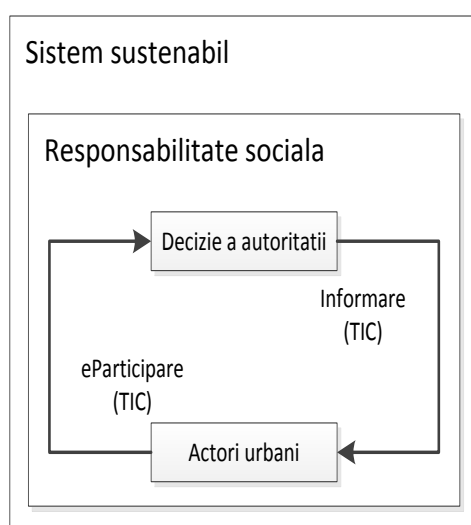 Sistem sustenabil
Responsabilitate sociala
Decizie a autoritatii
Informare
(TIC)
eParticipare
(TIC)
Actori urbani